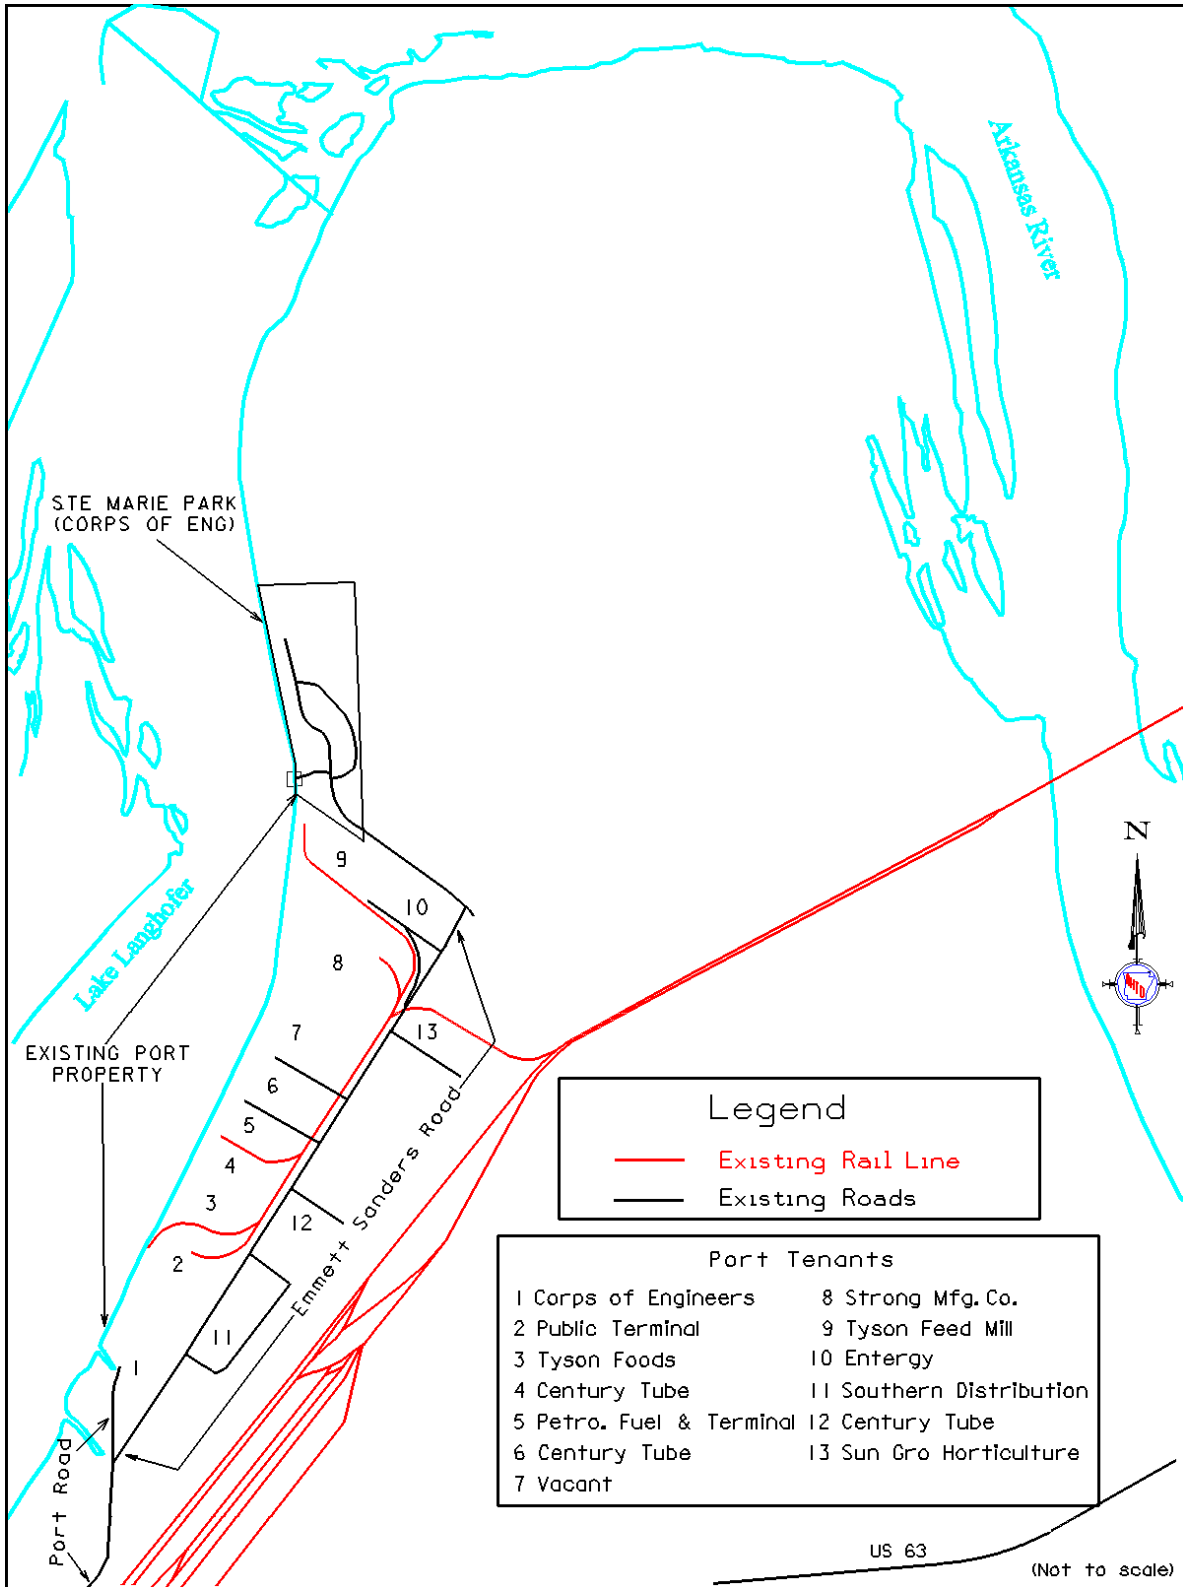 Arkansas River
STE MARIE PARK
(CORPS OF ENG)
N
9
10
Lake Langhofer
8
7
13
EXISTING PORT
PROPERTY
6
5
4
3
12
2
Emmett Sanders Road
11
1
Port Road
Legend
Existing Rail Line
Existing Roads
Port Tenants
1 Corps of Engineers
2 Public Terminal
3 Tyson Foods
4 Century Tube
5 Petro. Fuel & Terminal
6 Century Tube
7 Vacant
8 Strong Mfg. Co.
9 Tyson Feed Mill
10 Entergy
11 Southern Distribution
12 Century Tube
13 Sun Gro Horticulture
US 63
(Not to scale)